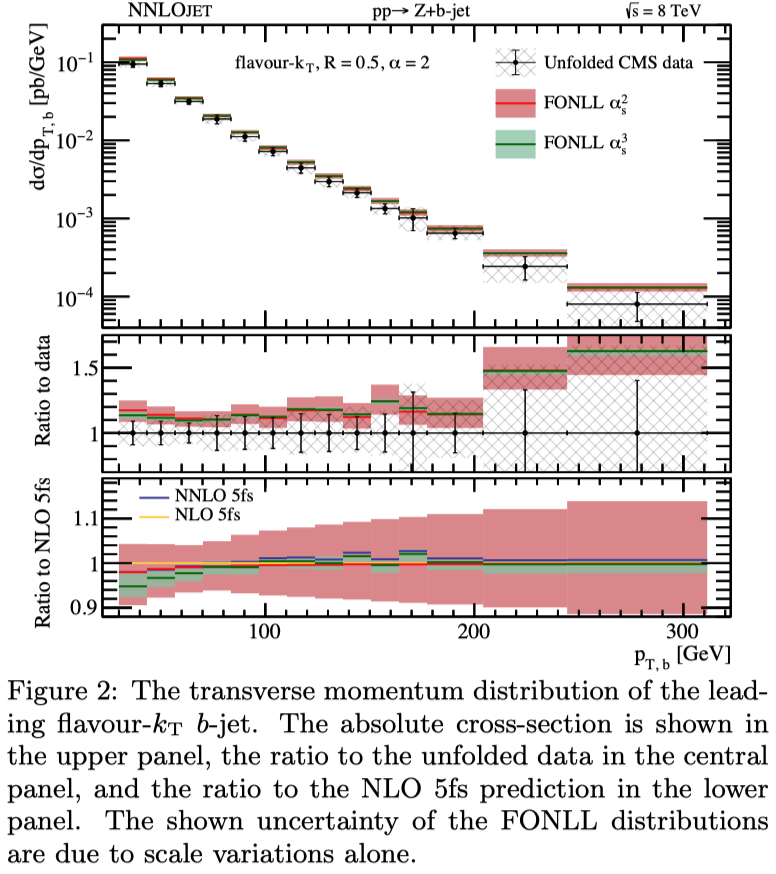 NNLOJET pp→ Z+b-jet √s = 8 TeV
flavour-kT, R = 0.5, α = 2
Unfolded CMS data
FONLL αs²
FONLL αs³
dσ/dpT, b [pb/GeV]
10⁻¹
10⁻²
10⁻³
10⁻⁴
Ratio to data
1.5
1
Ratio to NLO 5fs
NNLO 5fs
NLO 5fs
1.1
1
0.9
100 200 300
pT, b [GeV]
Figure 2: The transverse momentum distribution of the lead-
ing flavour-kT b-jet. The absolute cross-section is shown in
the upper panel, the ratio to the unfolded data in the central
panel, and the ratio to the NLO 5fs prediction in the lower
panel. The shown uncertainty of the FONLL distributions
are due to scale variations alone.